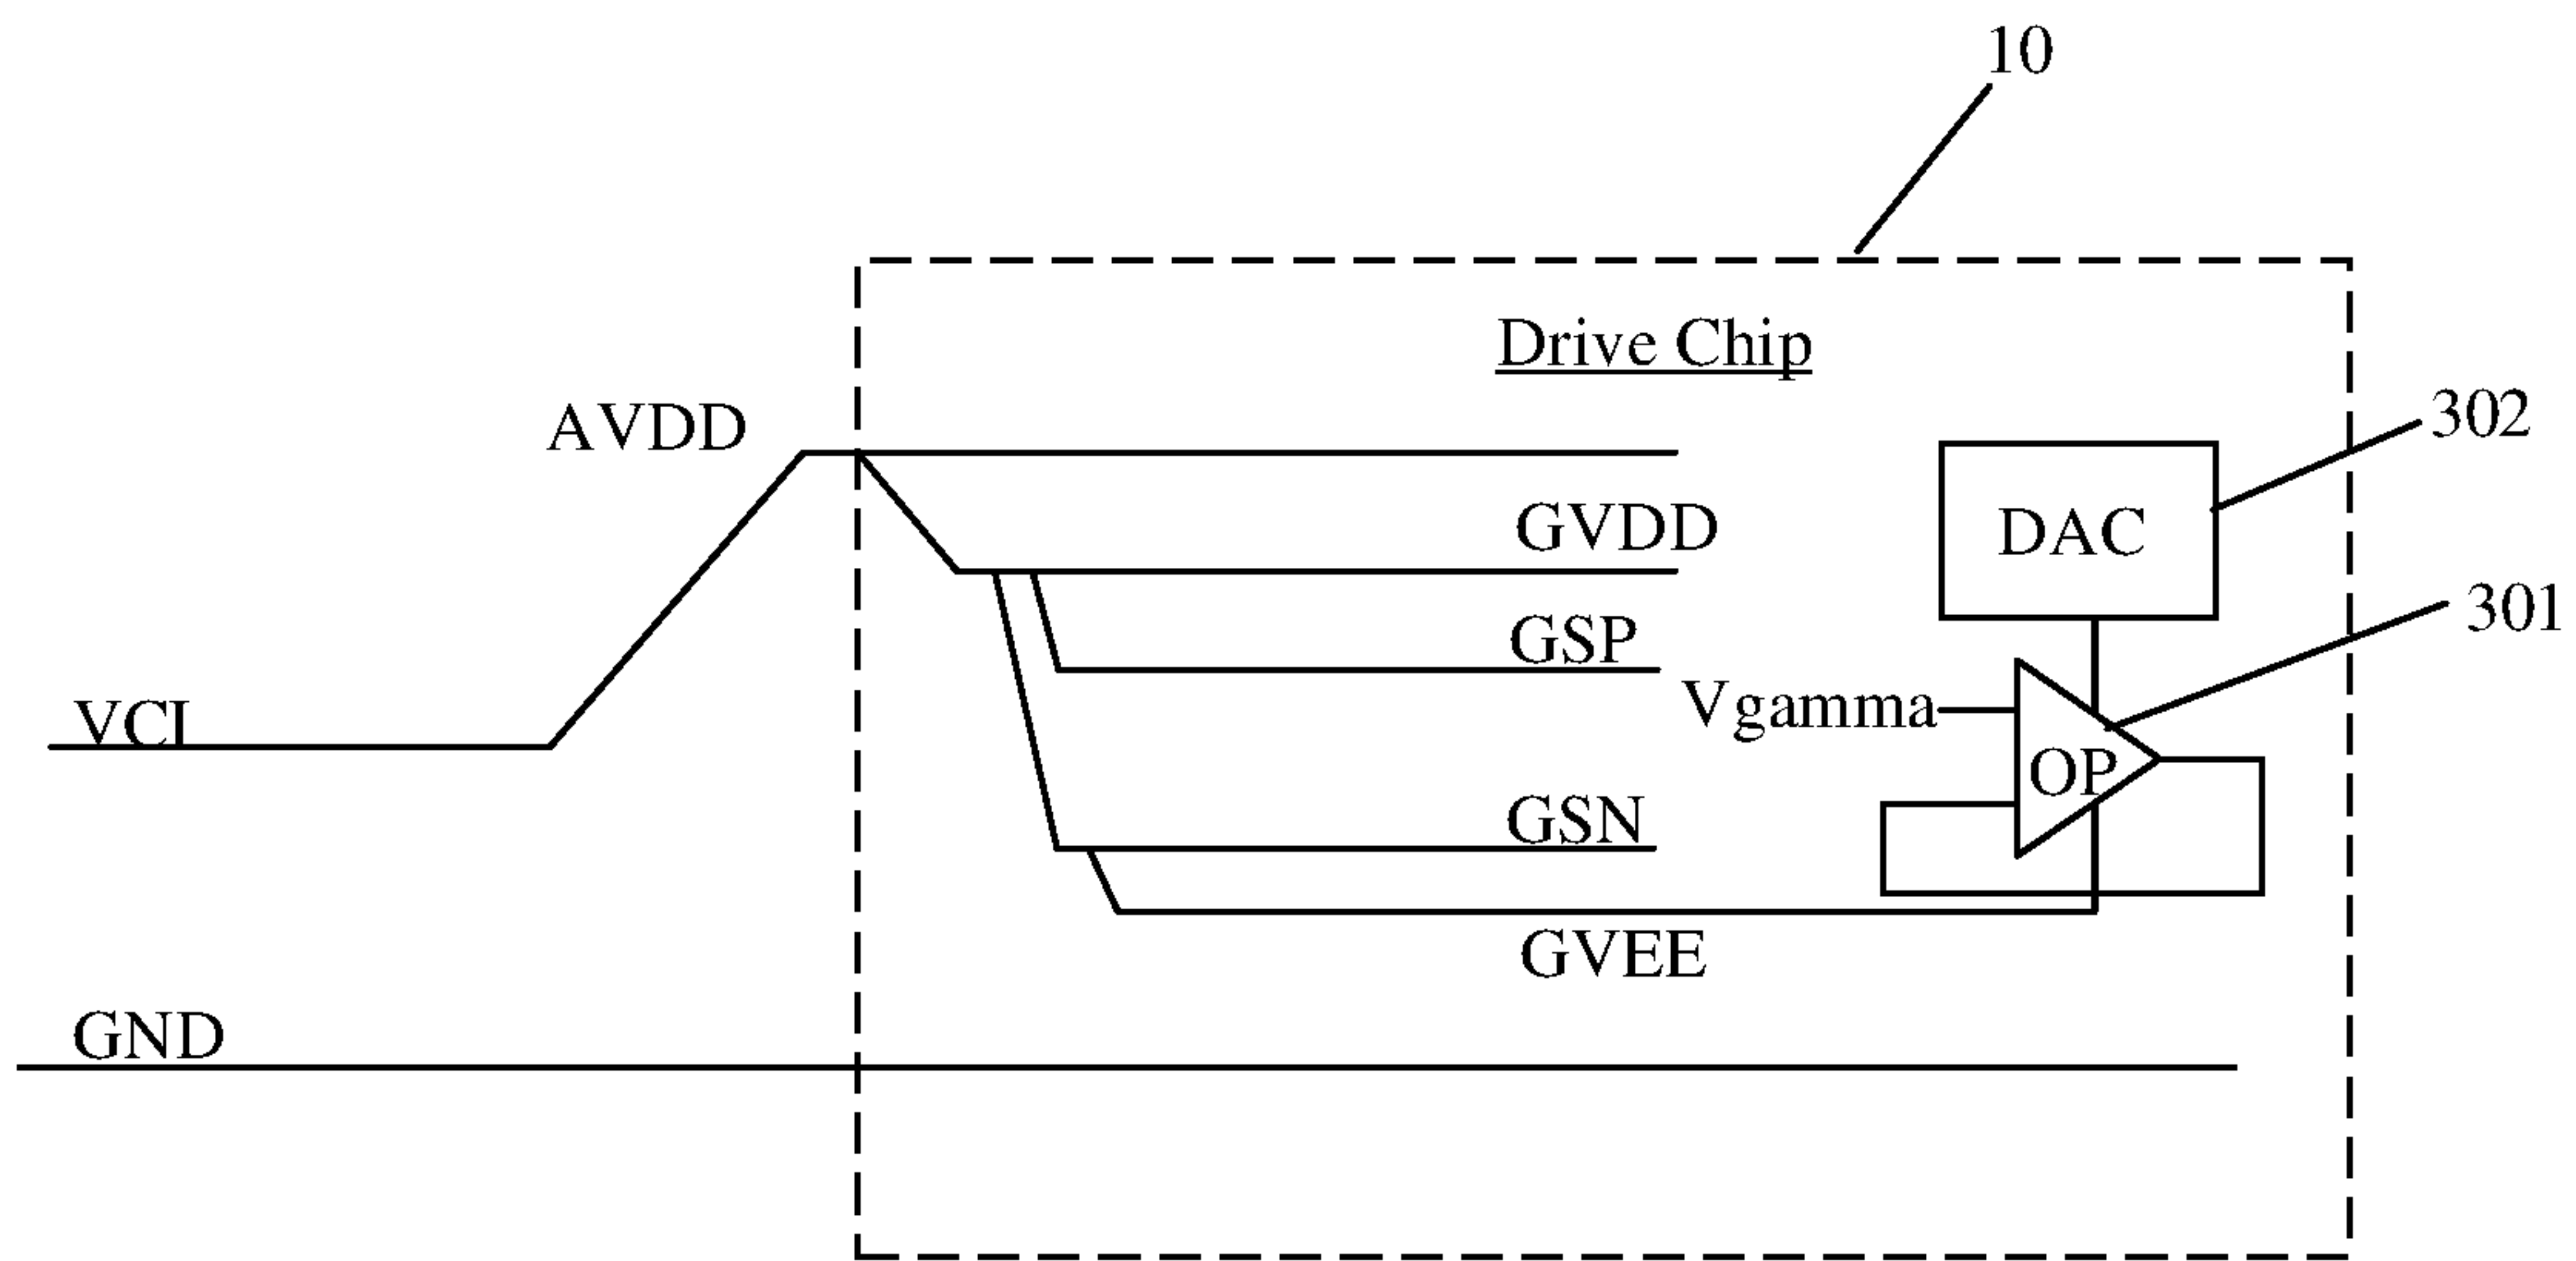 10
Drive Chip
AVDD
302
GVDD
DAC
301
GSP
VCI
Vgamma
OP
GSN
GVEE
GND